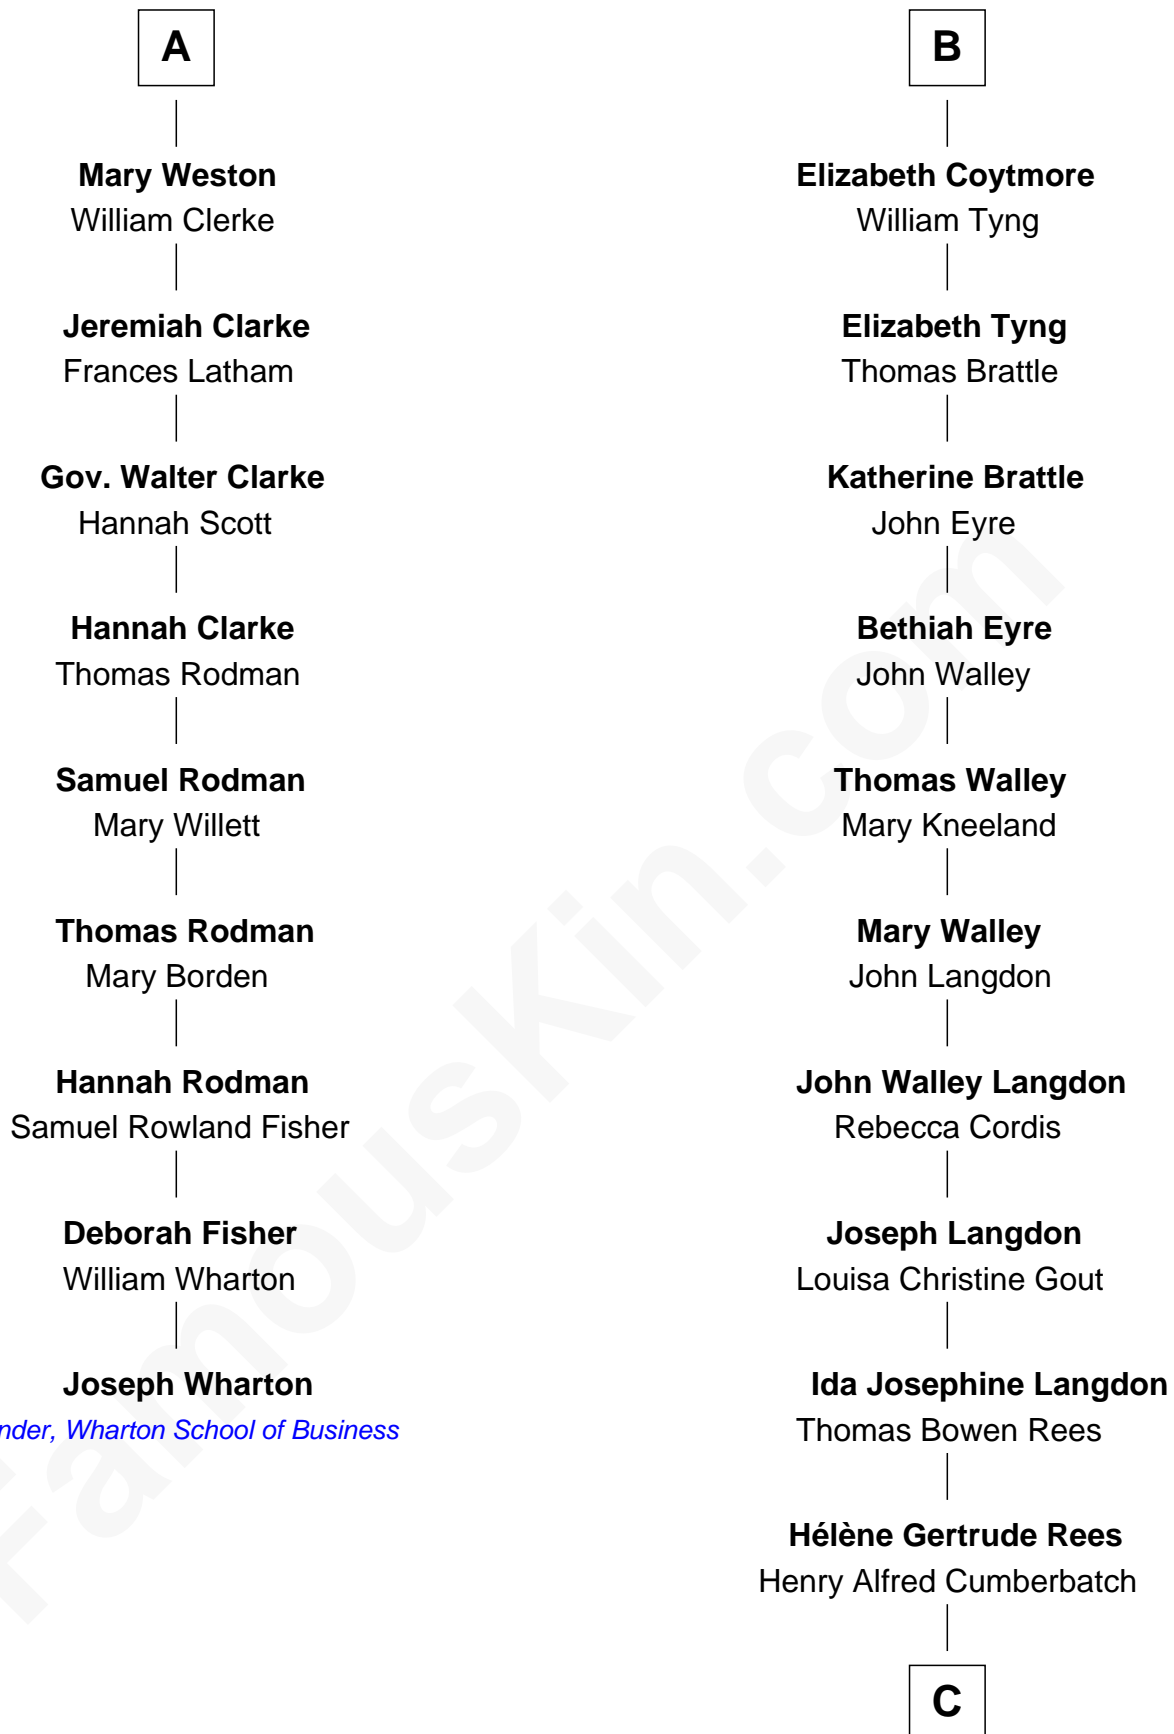 A
Mary Weston
William Clerke
Jeremiah Clarke
Frances Latham
Gov. Walter Clarke
Hannah Scott
Hannah Clarke
Thomas Rodman
Samuel Rodman
Mary Willett
Thomas Rodman
Mary Borden
Hannah Rodman
Samuel Rowland Fisher
Deborah Fisher
William Wharton
Joseph Wharton
nder, Wharton School of Business
B
Elizabeth Coytmore
William Tyng
Elizabeth Tyng
Thomas Brattle
Katherine Brattle
John Eyre
Bethiah Eyre
John Walley
Thomas Walley
Mary Kneeland
Mary Walley
John Langdon
John Walley Langdon
Rebecca Cordis
Joseph Langdon
Louisa Christine Gout
Ida Josephine Langdon
Thomas Bowen Rees
Hélène Gertrude Rees
Henry Alfred Cumberbatch
C
FamousKin.com